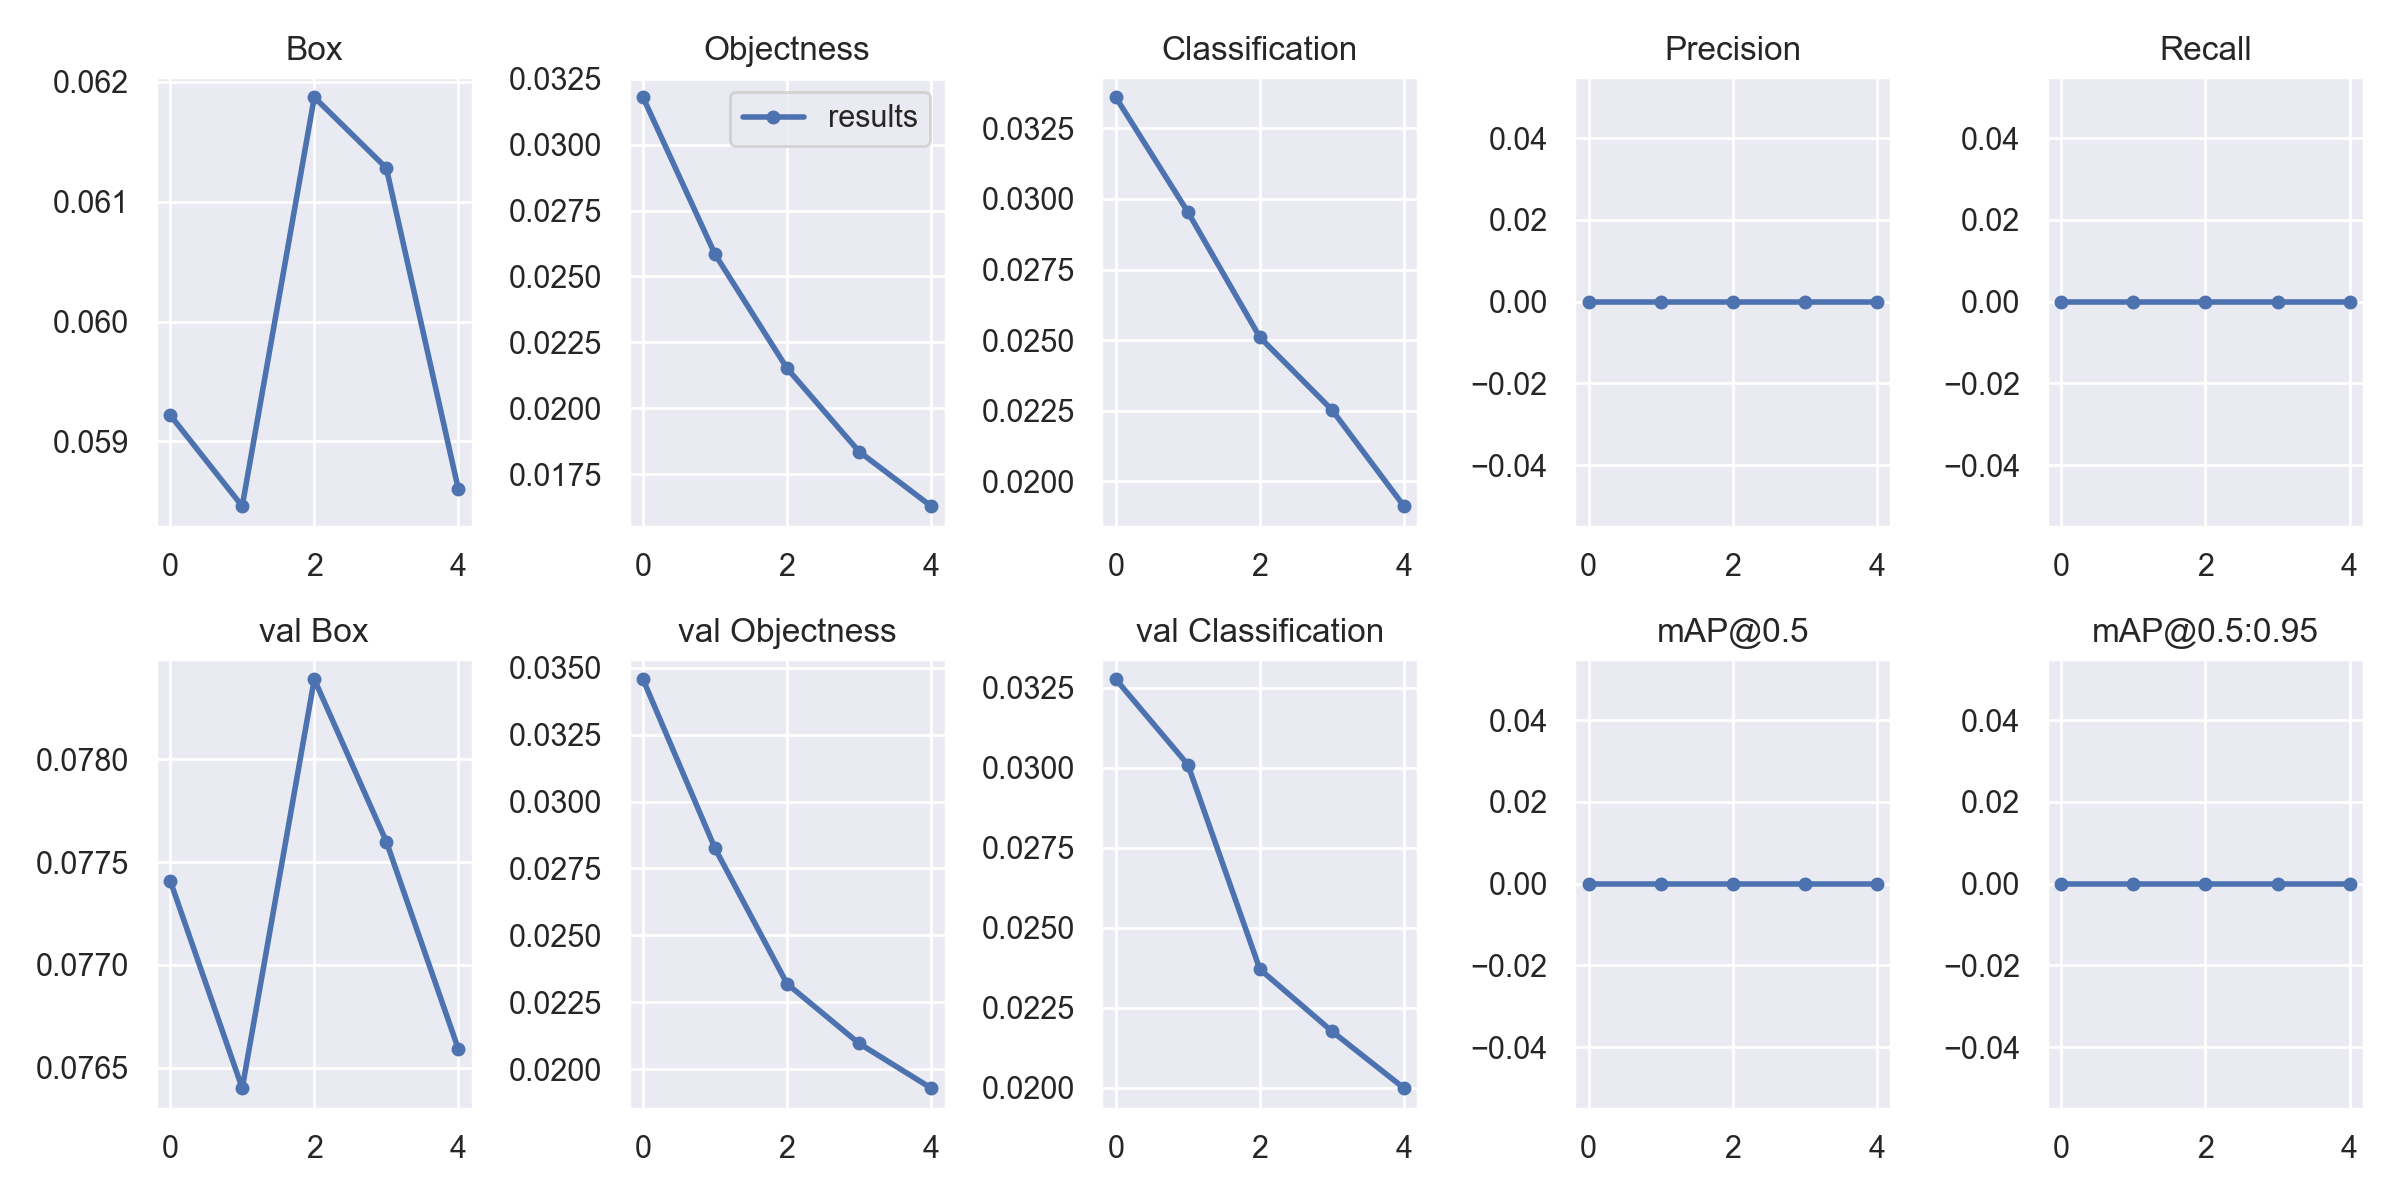 Box
0.062
0.061
0.060
0.059
0 2 4
Objectness
results
0.0325
0.0300
0.0275
0.0250
0.0225
0.0200
0.0175
0 2 4
Classification
0.0325
0.0300
0.0275
0.0250
0.0225
0.0200
0 2 4
Precision
0.04
0.02
0.00
−0.02
−0.04
0 2 4
Recall
0.04
0.02
0.00
−0.02
−0.04
0 2 4
val Box
0.0780
0.0775
0.0770
0.0765
0 2 4
val Objectness
0.0350
0.0325
0.0300
0.0275
0.0250
0.0225
0.0200
0 2 4
val Classification
0.0325
0.0300
0.0275
0.0250
0.0225
0.0200
0 2 4
mAP@0.5
0.04
0.02
0.00
−0.02
−0.04
0 2 4
mAP@0.5:0.95
0.04
0.02
0.00
−0.02
−0.04
0 2 4